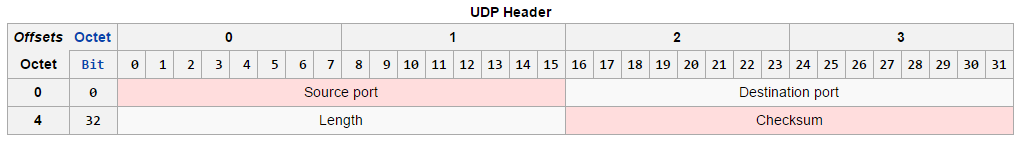 UDP Header
Offsets Octet 0 1 2 3
Octet Bit 0 1 2 3 4 5 6 7 8 9 10 11 12 13 14 15 16 17 18 19 20 21 22 23 24 25 26 27 28 29 30 31
0 0 Source port Destination port
4 32 Length Checksum